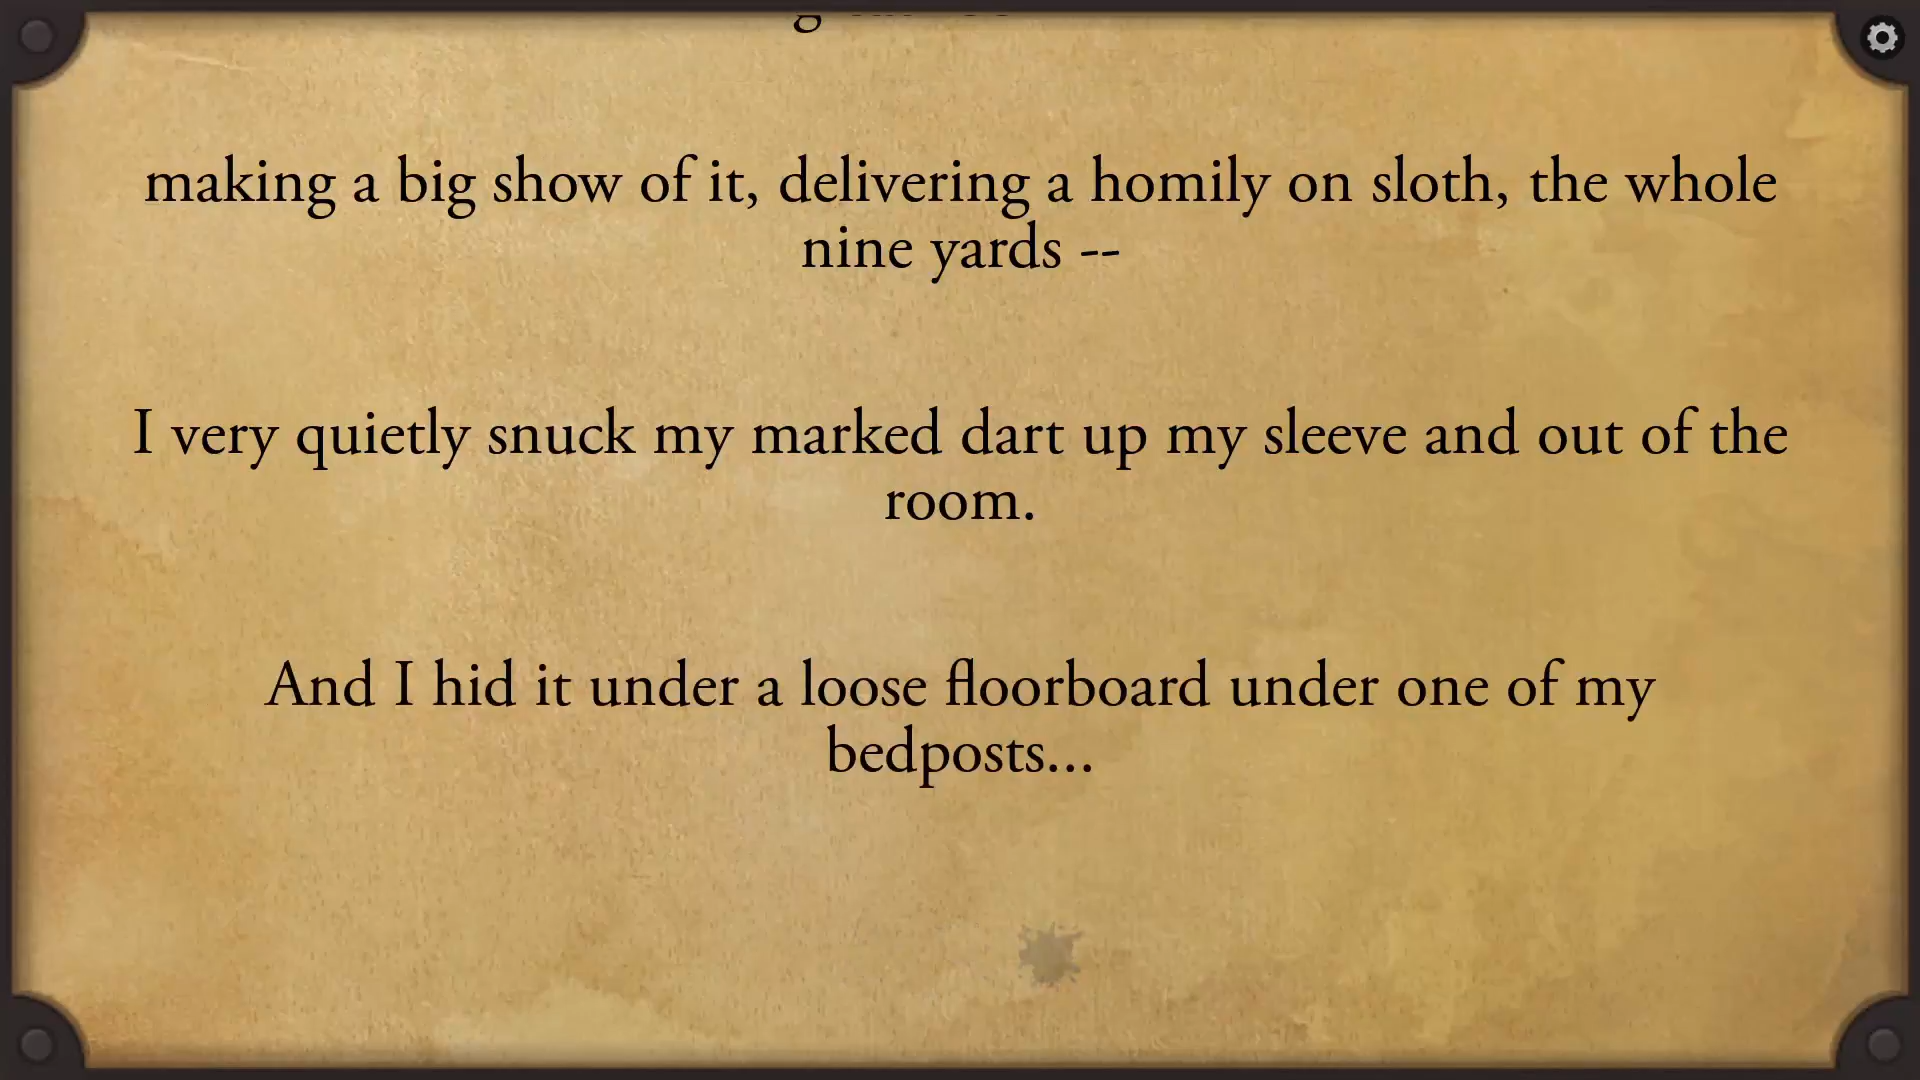 making a big show of it, delivering a homily on sloth, the whole
nine yards --
I very quietly snuck my marked dart up my sleeve and out of the
room.
And I hid it under a loose floorboard under one of my
bedposts...